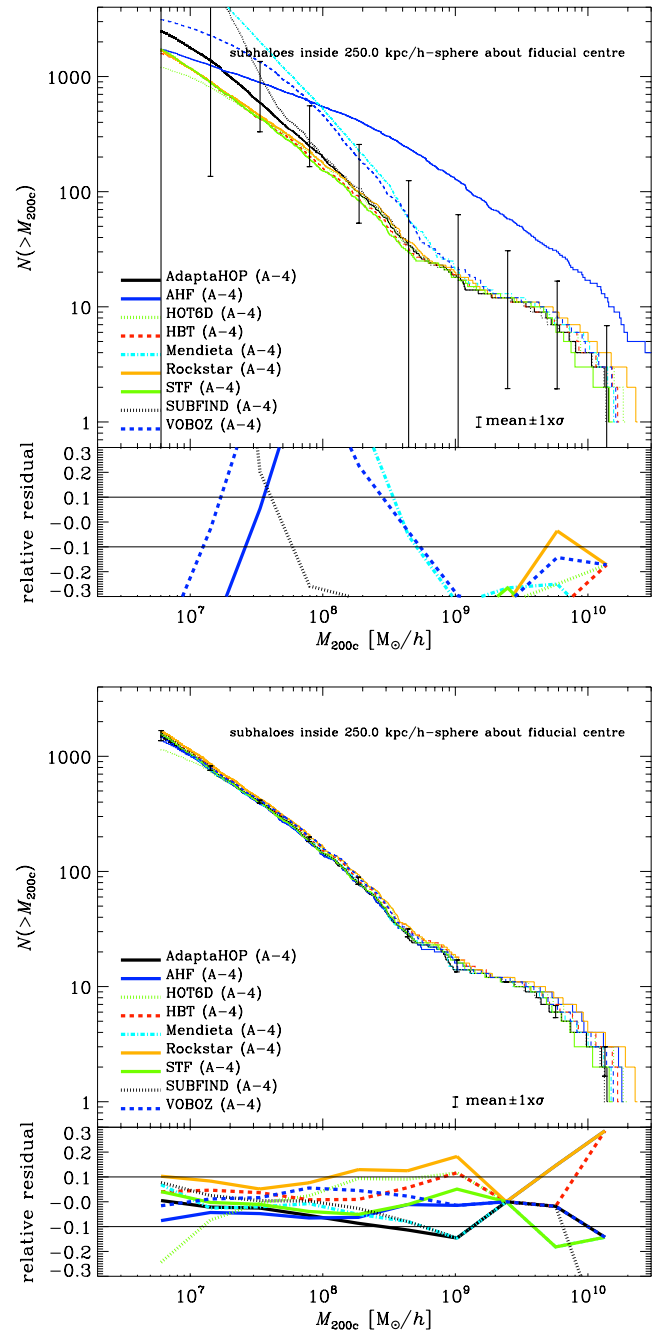 subhaloes inside 250.0 kpc/h-sphere about fiducial centre
1000
100
10
1
N(>M200c)
AdaptaHOP (A-4)
AHF (A-4)
HOT6D (A-4)
HBT (A-4)
Mendieta (A-4)
Rockstar (A-4)
STF (A-4)
SUBFIND (A-4)
VOBOZ (A-4)
mean±1xσ
relative residual
0.3
0.2
0.1
-0.0
-0.1
-0.2
-0.3
10^7
10^8
10^9
10^10
M200c [M⊙/h]
subhaloes inside 250.0 kpc/h-sphere about fiducial centre
1000
100
10
1
N(>M200c)
AdaptaHOP (A-4)
AHF (A-4)
HOT6D (A-4)
HBT (A-4)
Mendieta (A-4)
Rockstar (A-4)
STF (A-4)
SUBFIND (A-4)
VOBOZ (A-4)
mean±1xσ
relative residual
0.3
0.2
0.1
-0.0
-0.1
-0.2
-0.3
10^7
10^8
10^9
10^10
M200c [M⊙/h]